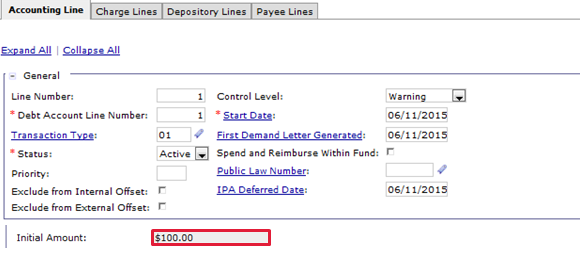 Accounting Line Charge Lines Depository Lines Payee Lines
Expand All | Collapse All
General
Line Number: 1 Control Level: Warning
* Debt Account Line Number: 1 * Start Date: 06/11/2015
Transaction Type: 01 First Demand Letter Generated: 06/11/2015
* Status: Active Spend and Reimburse Within Fund:
Priority: Public Law Number:
Exclude from Internal Offset: IPA Deferred Date: 06/11/2015
Exclude from External Offset:
Initial Amount: $100.00